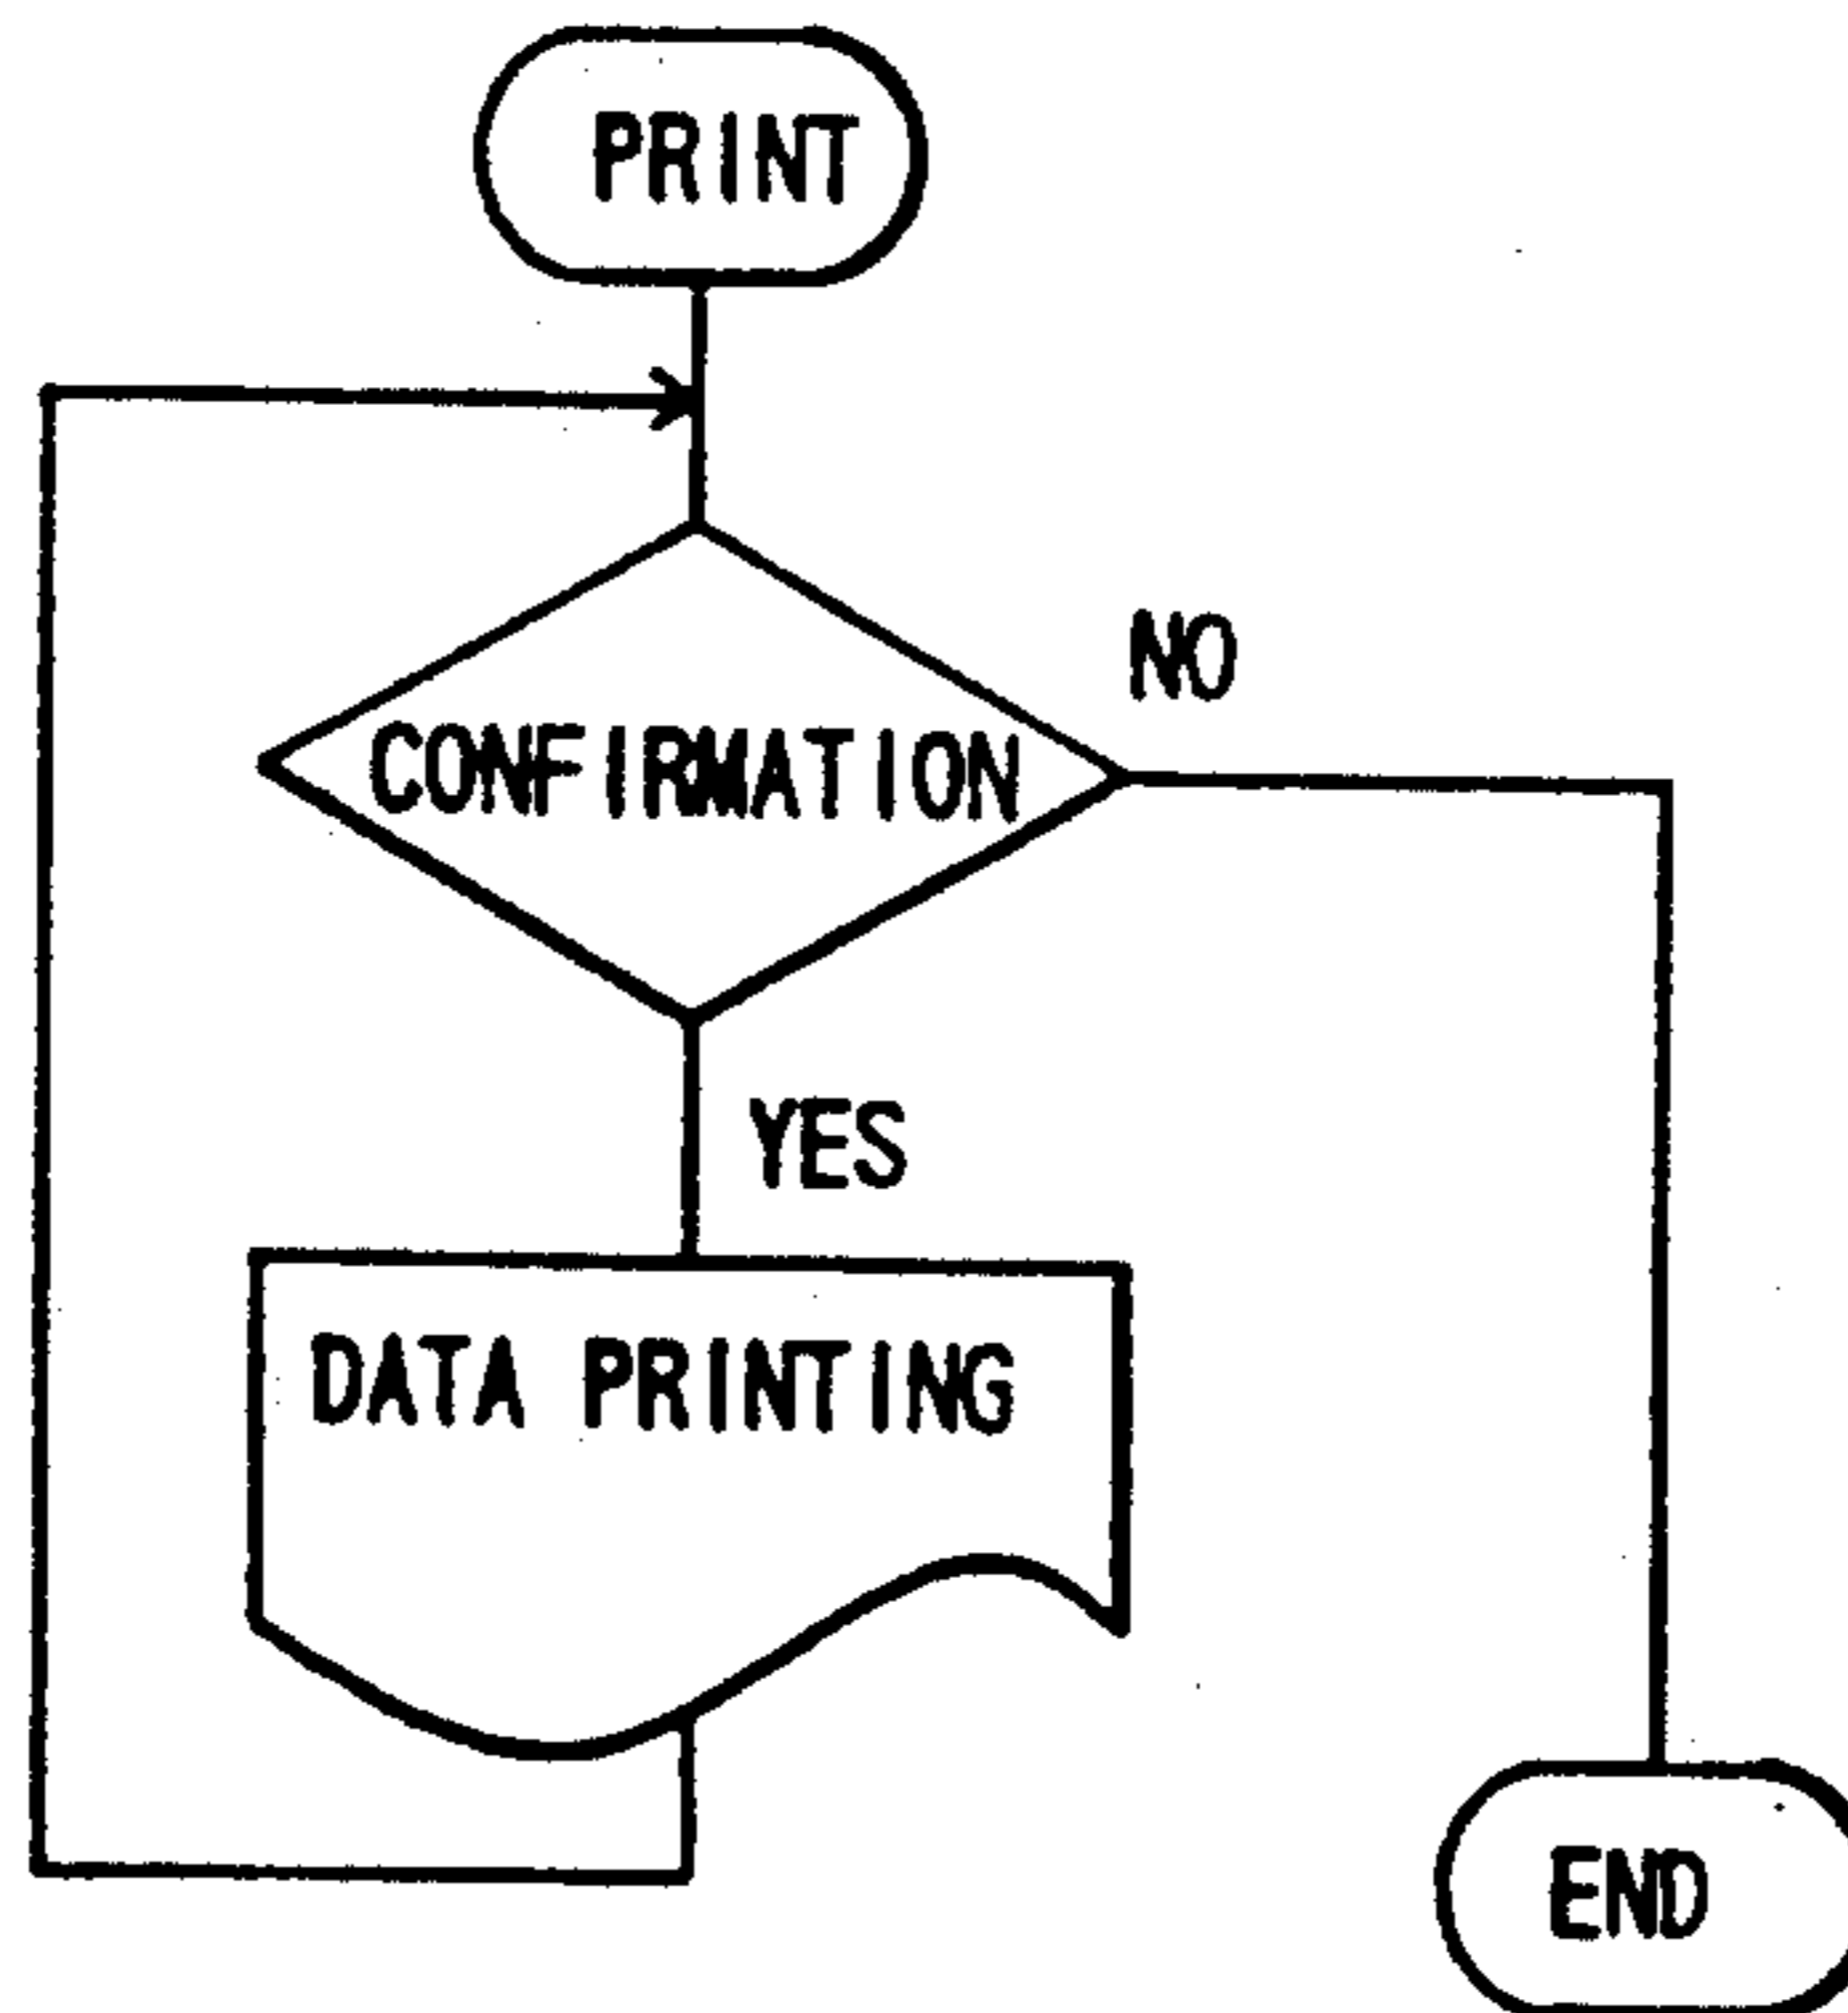 PRINT
NO
CONFIRMATION
YES
DATA PRINTING
END